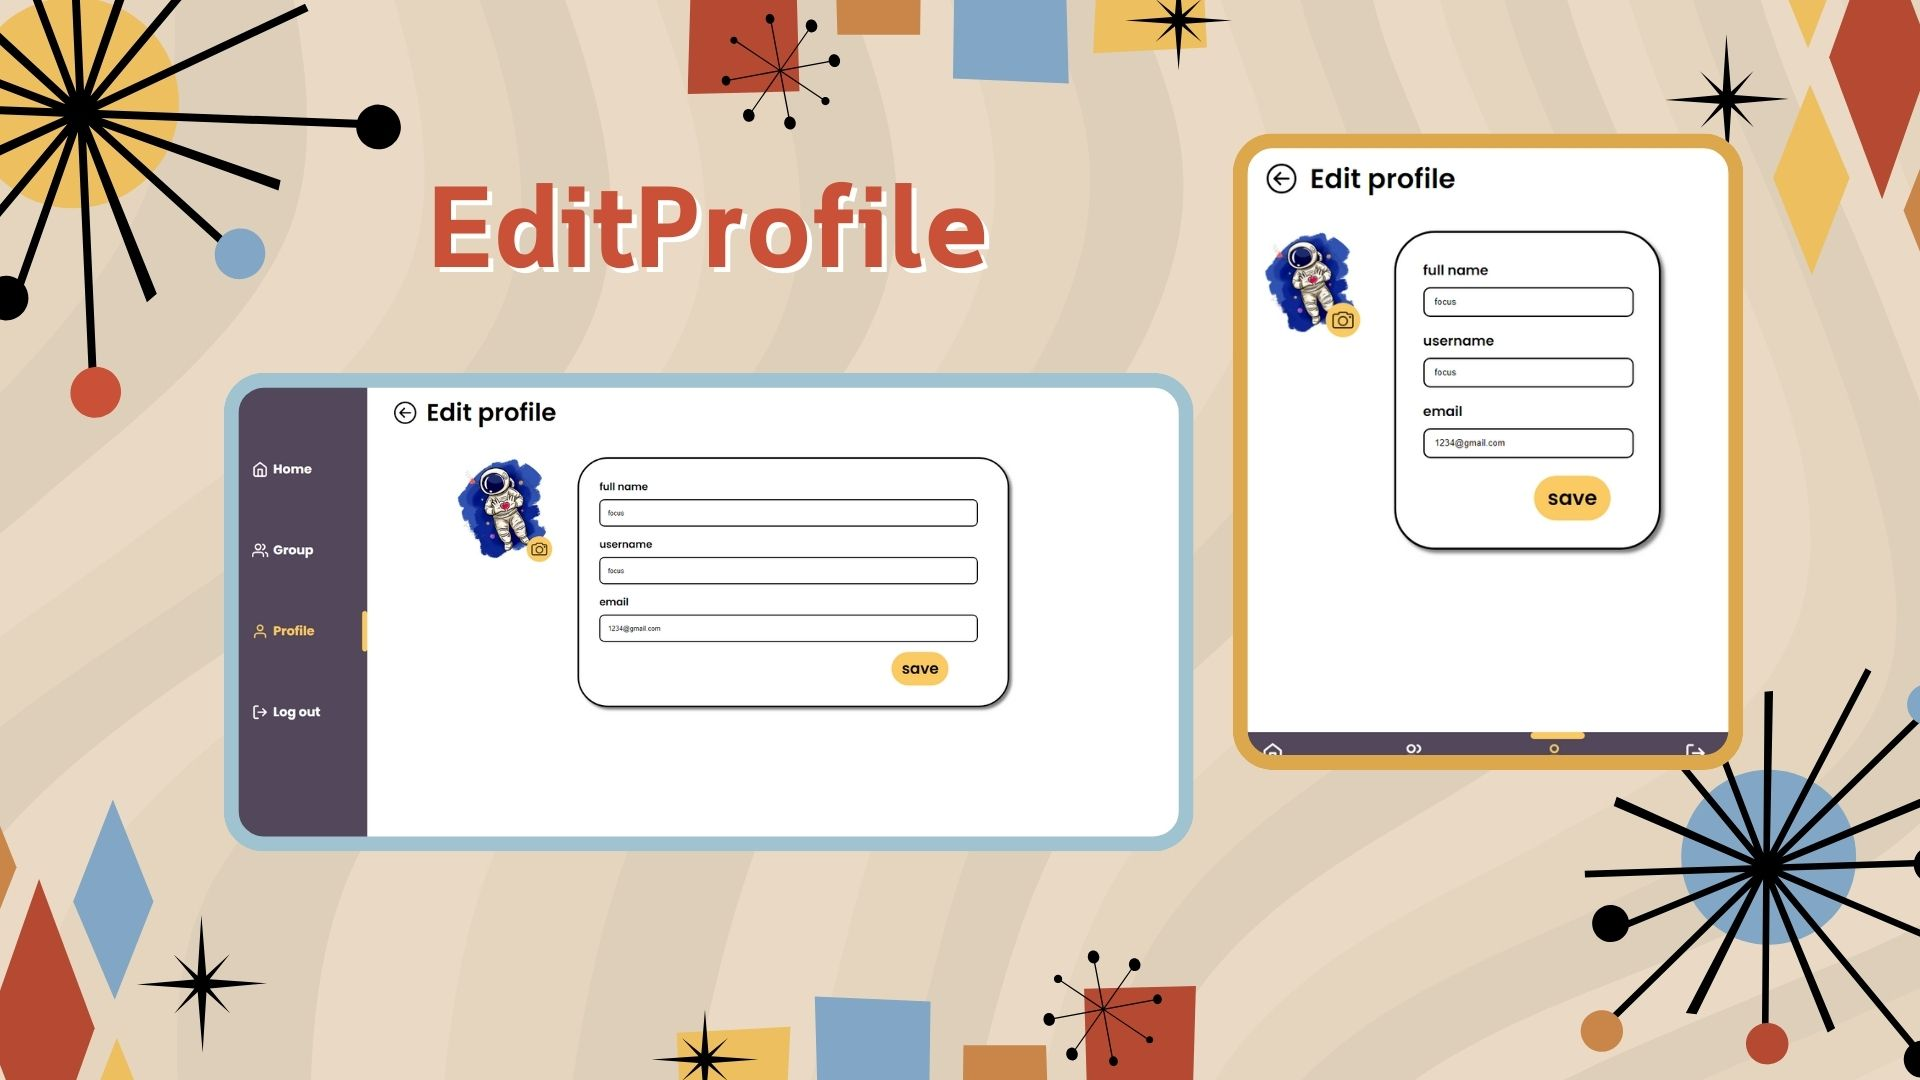 EditProfile
Edit profile
Home
Group
Profile
Log out
full name
focus
username
focus
email
1234@gmail.com
save
Edit profile
full name
focus
username
focus
email
1234@gmail.com
save